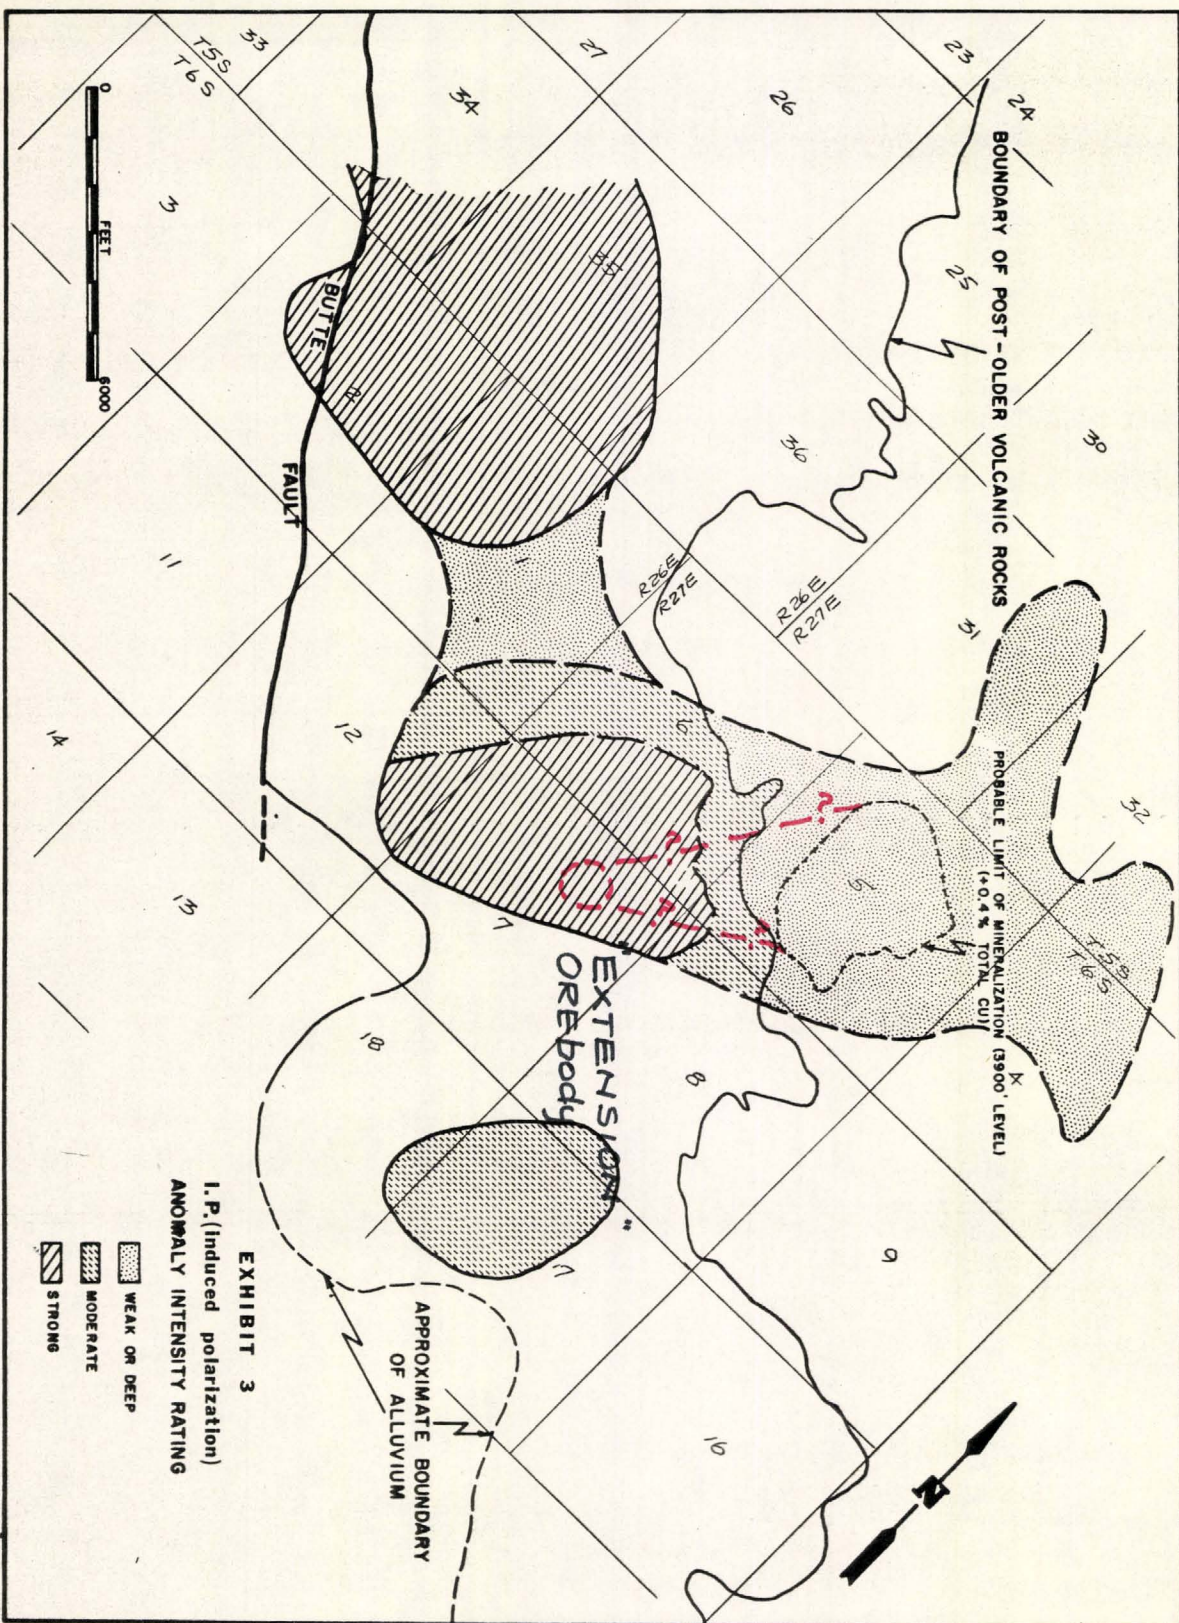 33
T5S
T6S
34
27
26
23
24
25
30
3
35
36
2
1
31
32
11
12
14
13
6
5
4
7
8
9
18
17
16
R26E
R27E
R26E
R27E
T5S
T6S
BOUNDARY OF POST-OLDER VOLCANIC ROCKS
PROBABLE LIMIT OF MINERALIZATION (3900' LEVEL)
(+0.4% TOTAL CU)
BUTTE
FAULT
?
?
?
?
"EXTENSION"
OREbody
0
FEET
6000
APPROXIMATE BOUNDARY
OF ALLUVIUM
N
EXHIBIT 3
I.P. (induced polarization)
ANOMALY INTENSITY RATING
WEAK OR DEEP
MODERATE
STRONG